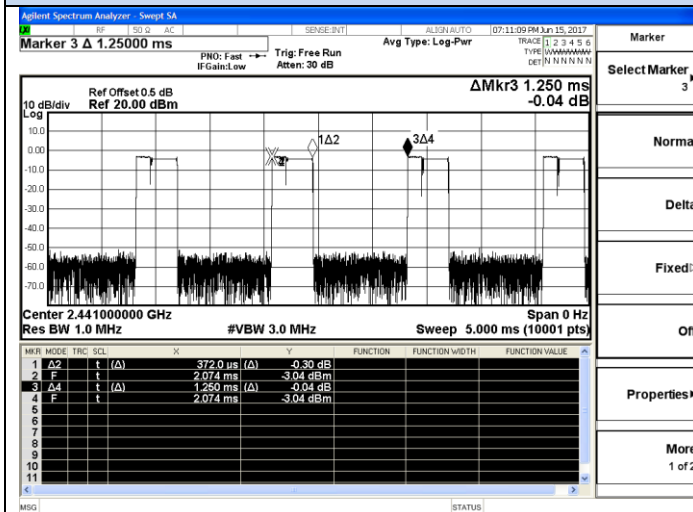 Agilent Spectrum Analyzer - Swept SA
RF 50 Ω AC SENSE:INT ALIGN AUTO 07:11:09 PM Jun 15, 2017
Marker 3 Δ 1.25000 ms
Avg Type: Log-Pwr
TRACE 1 2 3 4 5 6
TYPE
DET N N N N N N
PNO: Fast
IFGain:Low
Trig: Free Run
Atten: 30 dB
ΔMkr3 1.250 ms
-0.04 dB
Ref Offset 0.5 dB
Ref 20.00 dBm
10 dB/div
Log
10.0
0.00
-10.0
-20.0
-30.0
-40.0
-50.0
-60.0
-70.0
1Δ2
3Δ4
Center 2.441000000 GHz
Span 0 Hz
Res BW 1.0 MHz
#VBW 3.0 MHz
Sweep 5.000 ms (10001 pts)
MKR MODE TRC SCL X Y FUNCTION FUNCTION WIDTH FUNCTION VALUE
1 Δ2 t (Δ) 372.0 µs (Δ) -0.30 dB
2 F t 2.074 ms -3.04 dBm
3 Δ4 t (Δ) 1.250 ms (Δ) -0.04 dB
4 F t 2.074 ms -3.04 dBm
5
6
7
8
9
10
11
MSG
STATUS
Marker
Select Marker
3
Norma
Delta
Fixed
Off
Properties
More
1 of 2